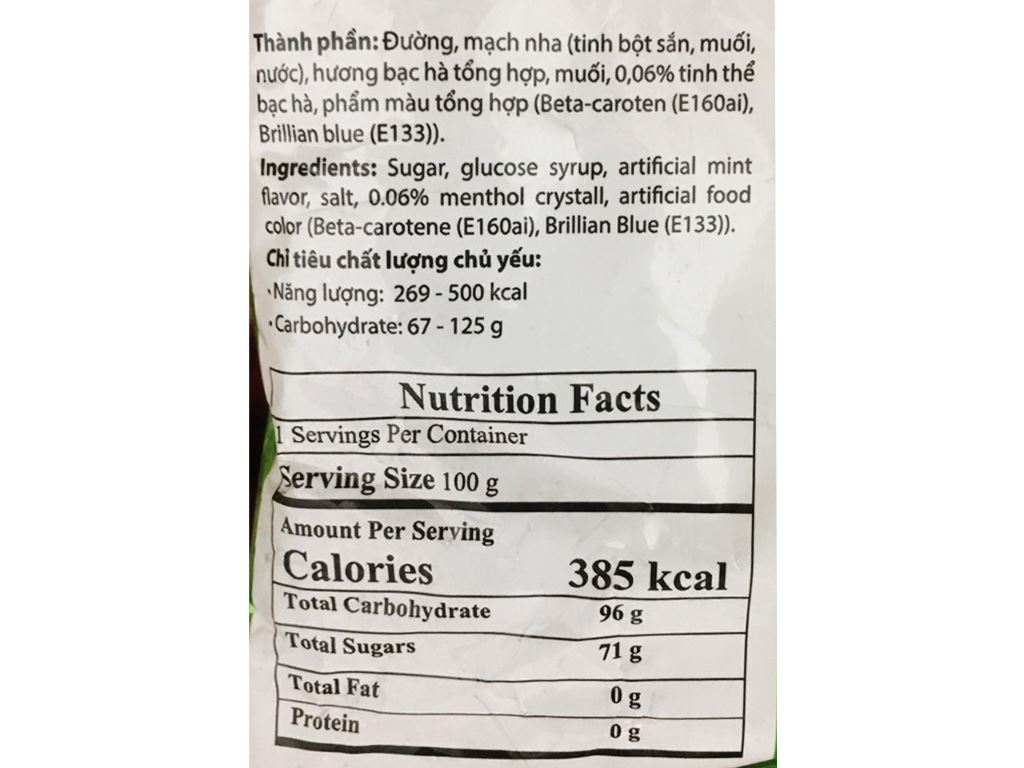 Thành phần: Đường, mạch nha (tinh bột sắn, muối,
nước), hương bạc hà tổng hợp, muối, 0,06% tinh thể
bạc hà, phẩm màu tổng hợp (Beta-caroten (E160ai),
Brillian blue (E133)).
Ingredients: Sugar, glucose syrup, artificial mint
flavor, salt, 0.06% menthol crystall, artificial food
color (Beta-carotene (E160ai), Brillian Blue (E133)).
Chỉ tiêu chất lượng chủ yếu:
·Năng lượng: 269 - 500 kcal
·Carbohydrate: 67 - 125 g
Nutrition Facts
1 Servings Per Container
Serving Size 100 g
Amount Per Serving
Calories 385 kcal
Total Carbohydrate 96 g
Total Sugars 71 g
Total Fat 0 g
Protein 0 g